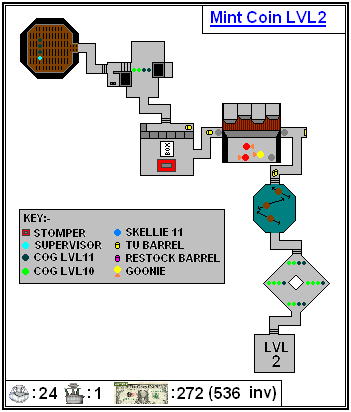 Mint Coin LVL2
BOX
KEY:-
STOMPER
SUPERVISOR
COG LVL11
COG LVL10
SKELLIE 11
TU BARREL
RESTOCK BARREL
GOONIE
LVL
2
:24
:1
:272 (536 inv)